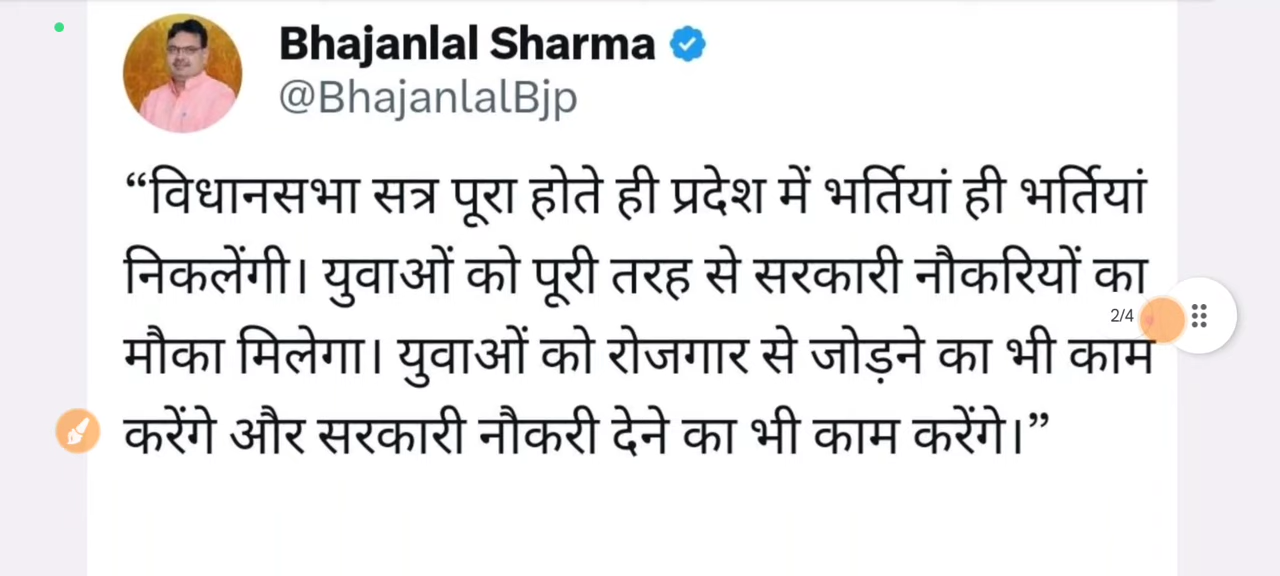 Bhajanlal Sharma
@BhajanlalBjp
“विधानसभा सत्र पूरा होते ही प्रदेश में भर्तियां ही भर्तियां
निकलेंगी। युवाओं को पूरी तरह से सरकारी नौकरियों का
2/4
मौका मिलेगा। युवाओं को रोजगार से जोड़ने का भी काम
करेंगे और सरकारी नौकरी देने का भी काम करेंगे।”